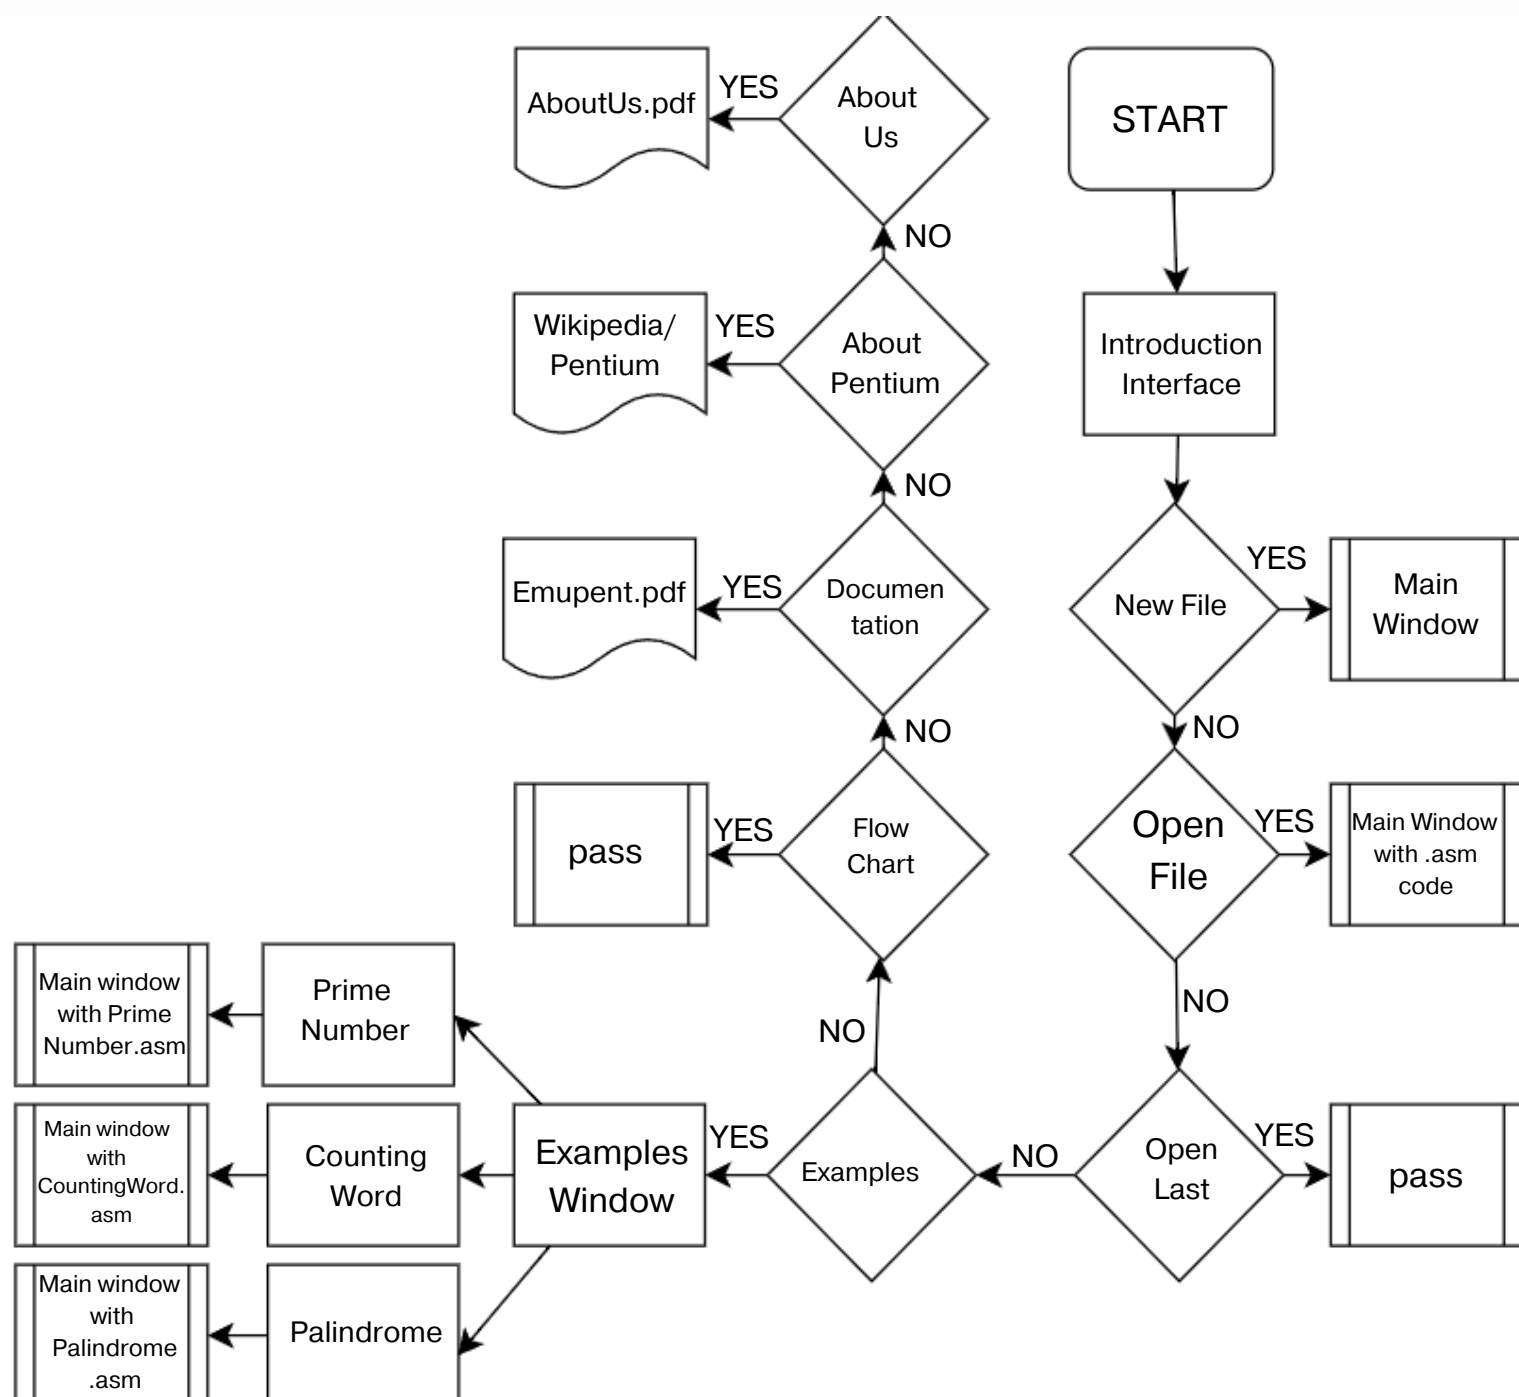 START
Introduction
Interface
New File
YES
Main
Window
NO
Open
File
YES
Main Window
with .asm
code
NO
Open
Last
YES
pass
NO
Examples
YES
Examples
Window
Prime
Number
Main window
with Prime
Number.asm
Counting
Word
Main window
with
CountingWord.
asm
Palindrome
Main window
with
Palindrome
.asm
NO
Flow
Chart
YES
pass
NO
Documen
tation
YES
Emupent.pdf
NO
About
Pentium
YES
Wikipedia/
Pentium
NO
About
Us
YES
AboutUs.pdf